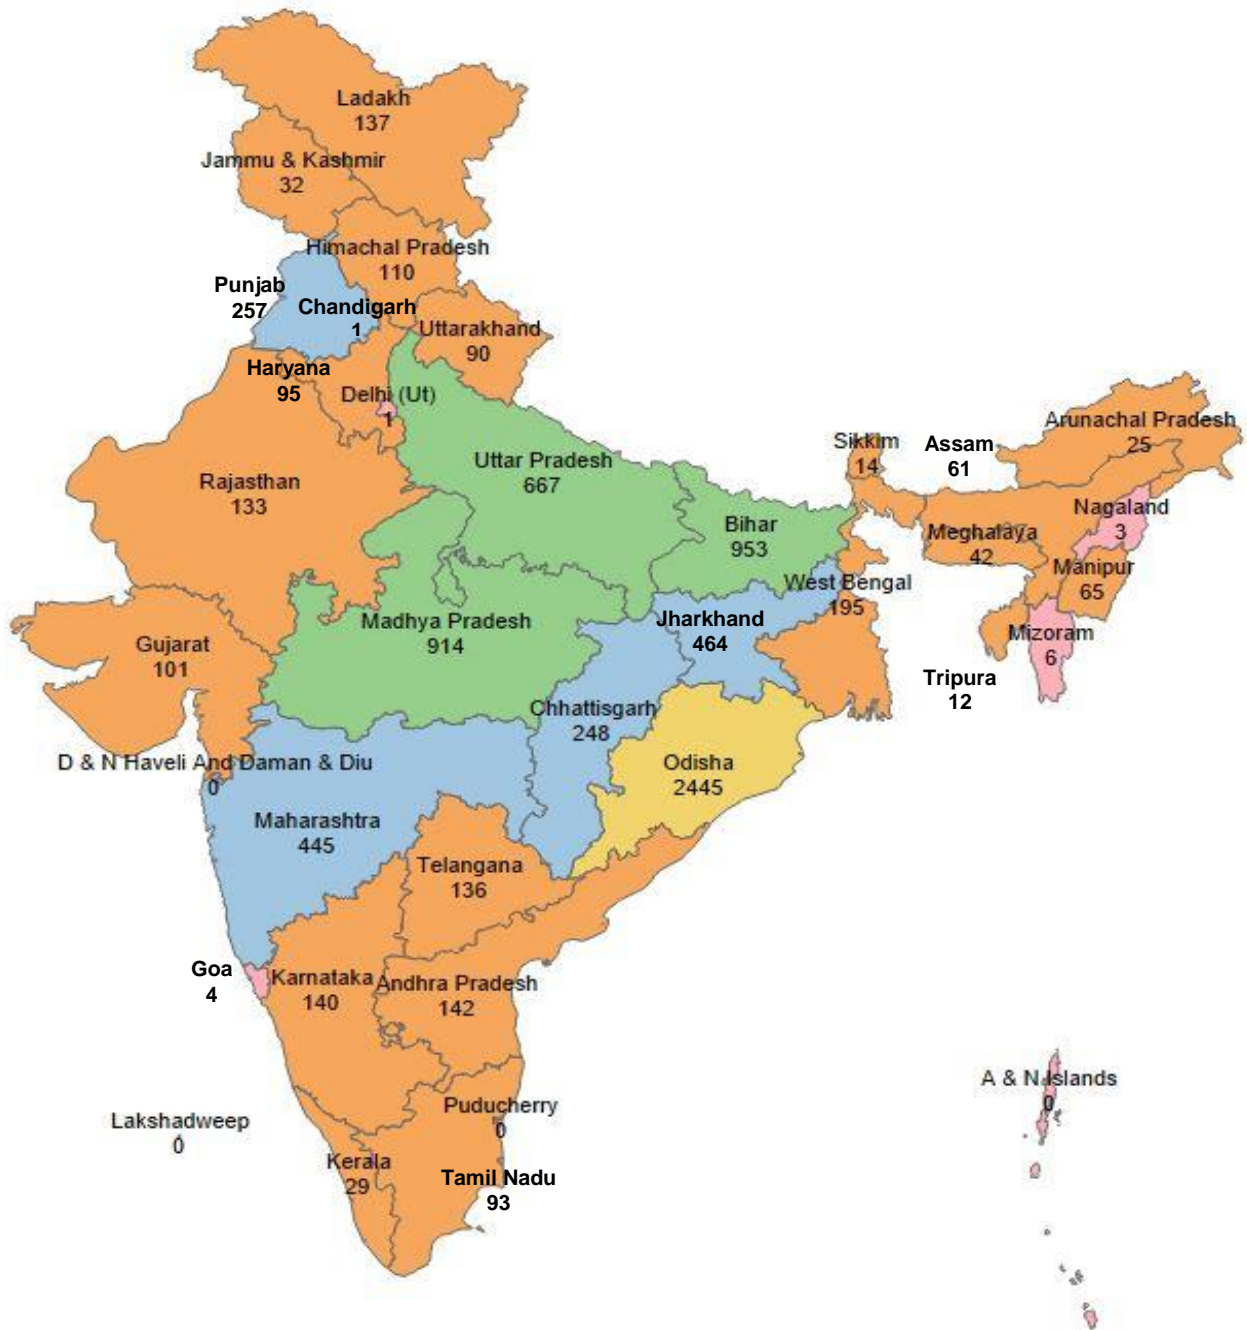 Ladakh
137
Jammu & Kashmir
32
Himachal Pradesh
110
Punjab
257
Chandigarh
1
Uttarakhand
90
Haryana
95
Delhi (Ut)
1
Arunachal Pradesh
25
Sikkim
14
Assam
61
Uttar Pradesh
667
Rajasthan
133
Nagaland
3
Bihar
953
Meghalaya
42
Manipur
65
West Bengal
195
Madhya Pradesh
914
Jharkhand
464
Mizoram
6
Gujarat
101
Tripura
12
Chhattisgarh
248
D & N Haveli And Daman & Diu
0
Odisha
2445
Maharashtra
445
Telangana
136
Goa
4
Karnataka
140
Andhra Pradesh
142
A & N Islands
0
Puducherry
0
Lakshadweep
0
Kerala
29
Tamil Nadu
93